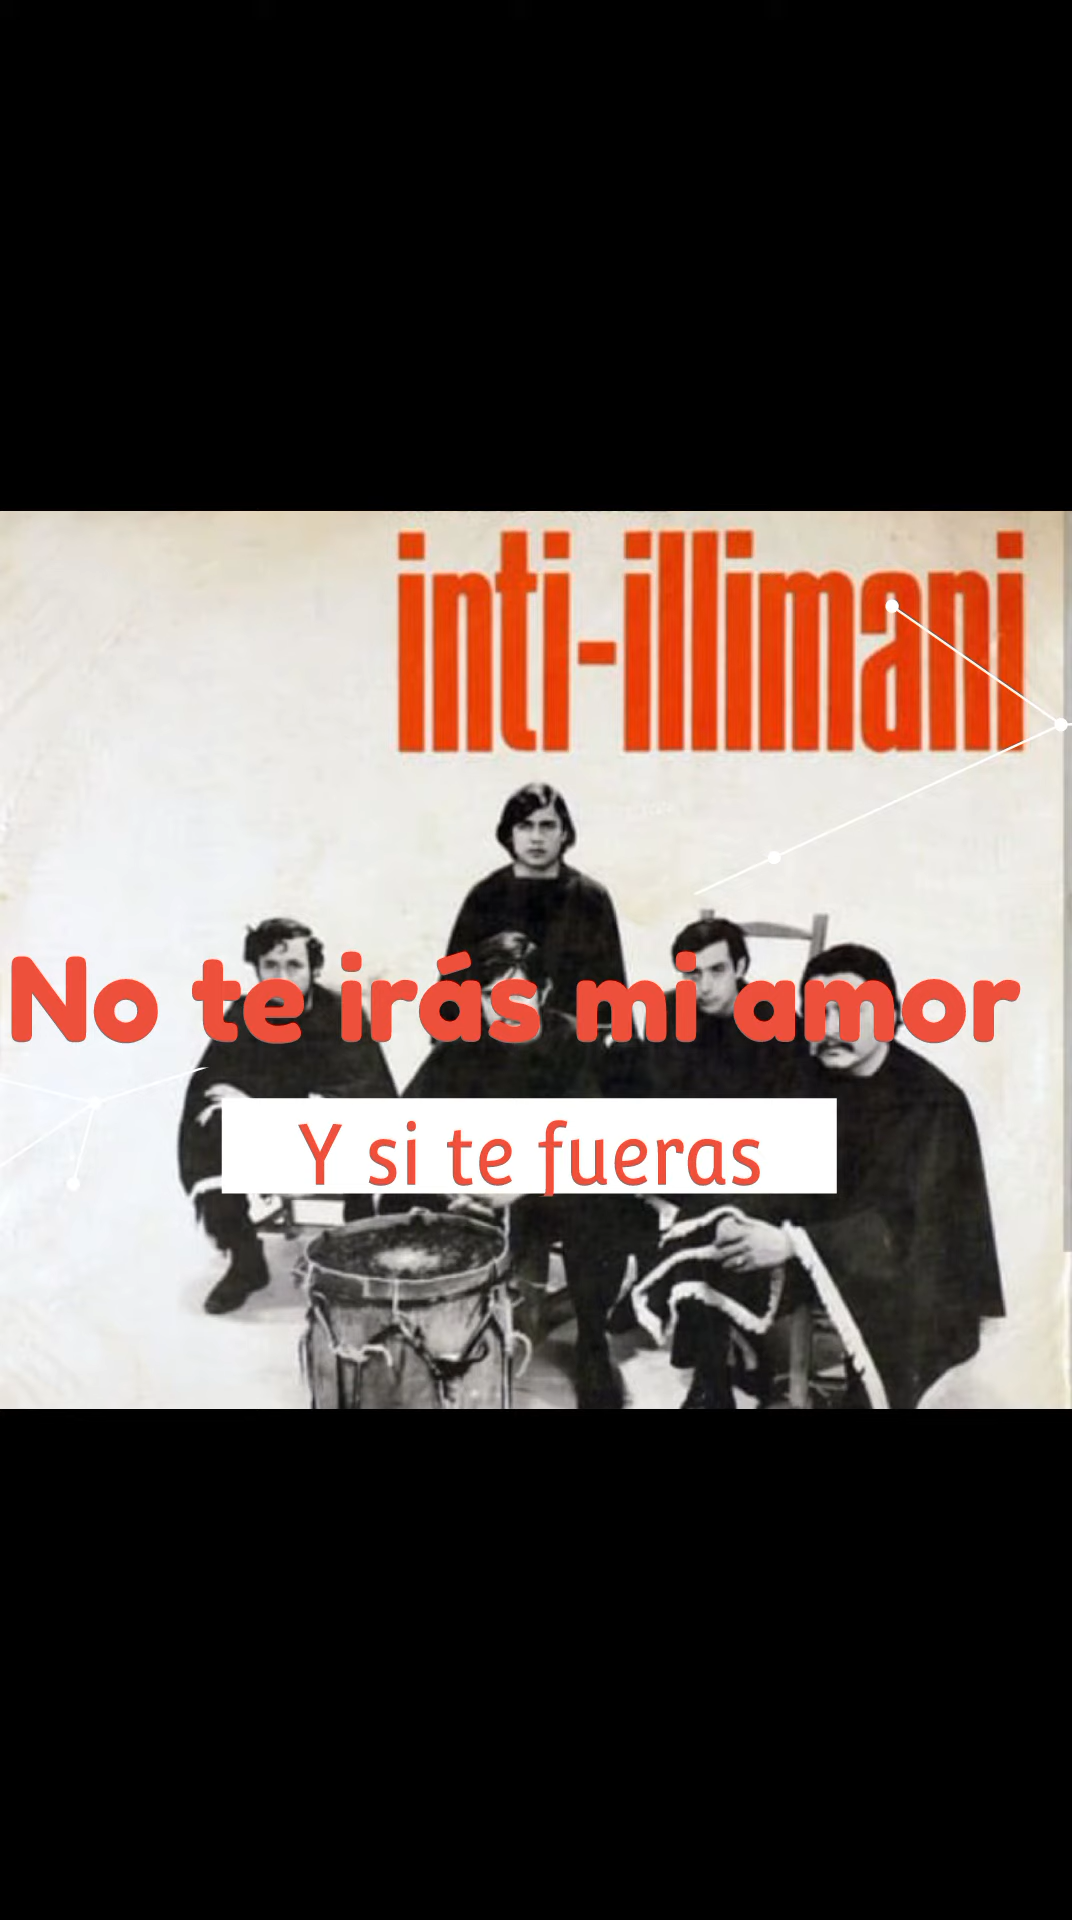 inti-illimani
No te irás mi amor
Y si te fueras